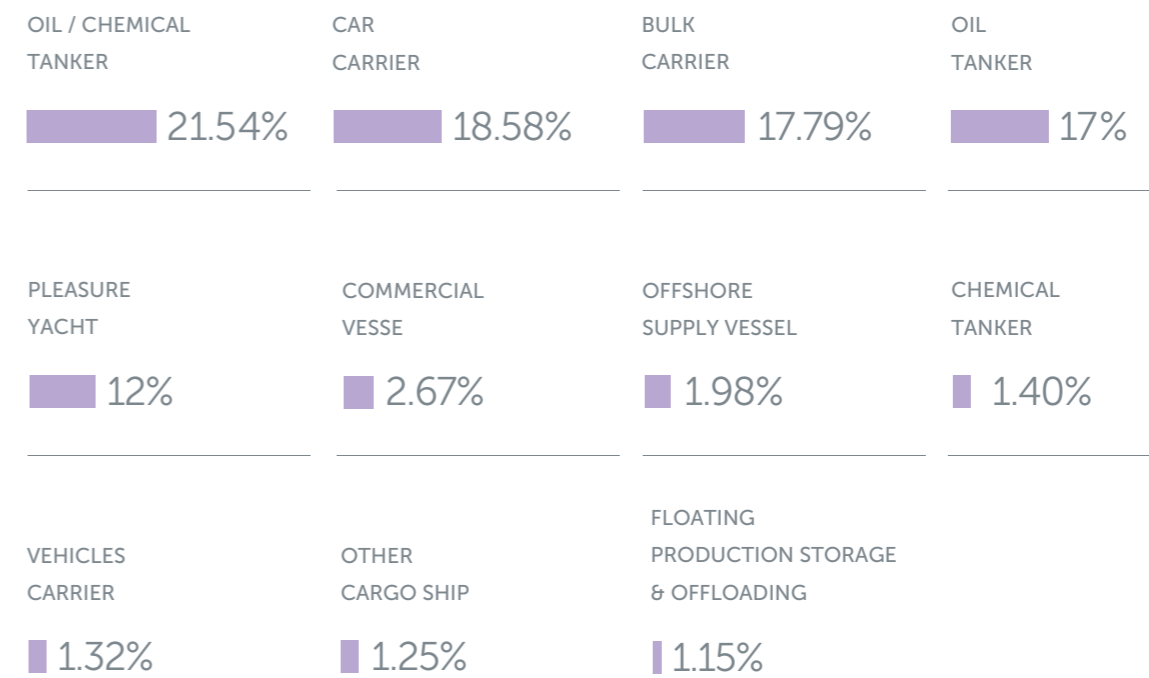 OIL / CHEMICAL
TANKER
21.54%
CAR
CARRIER
18.58%
BULK
CARRIER
17.79%
OIL
TANKER
17%
PLEASURE
YACHT
12%
COMMERCIAL
VESSE
2.67%
OFFSHORE
SUPPLY VESSEL
1.98%
CHEMICAL
TANKER
1.40%
VEHICLES
CARRIER
1.32%
OTHER
CARGO SHIP
1.25%
FLOATING
PRODUCTION STORAGE
& OFFLOADING
1.15%